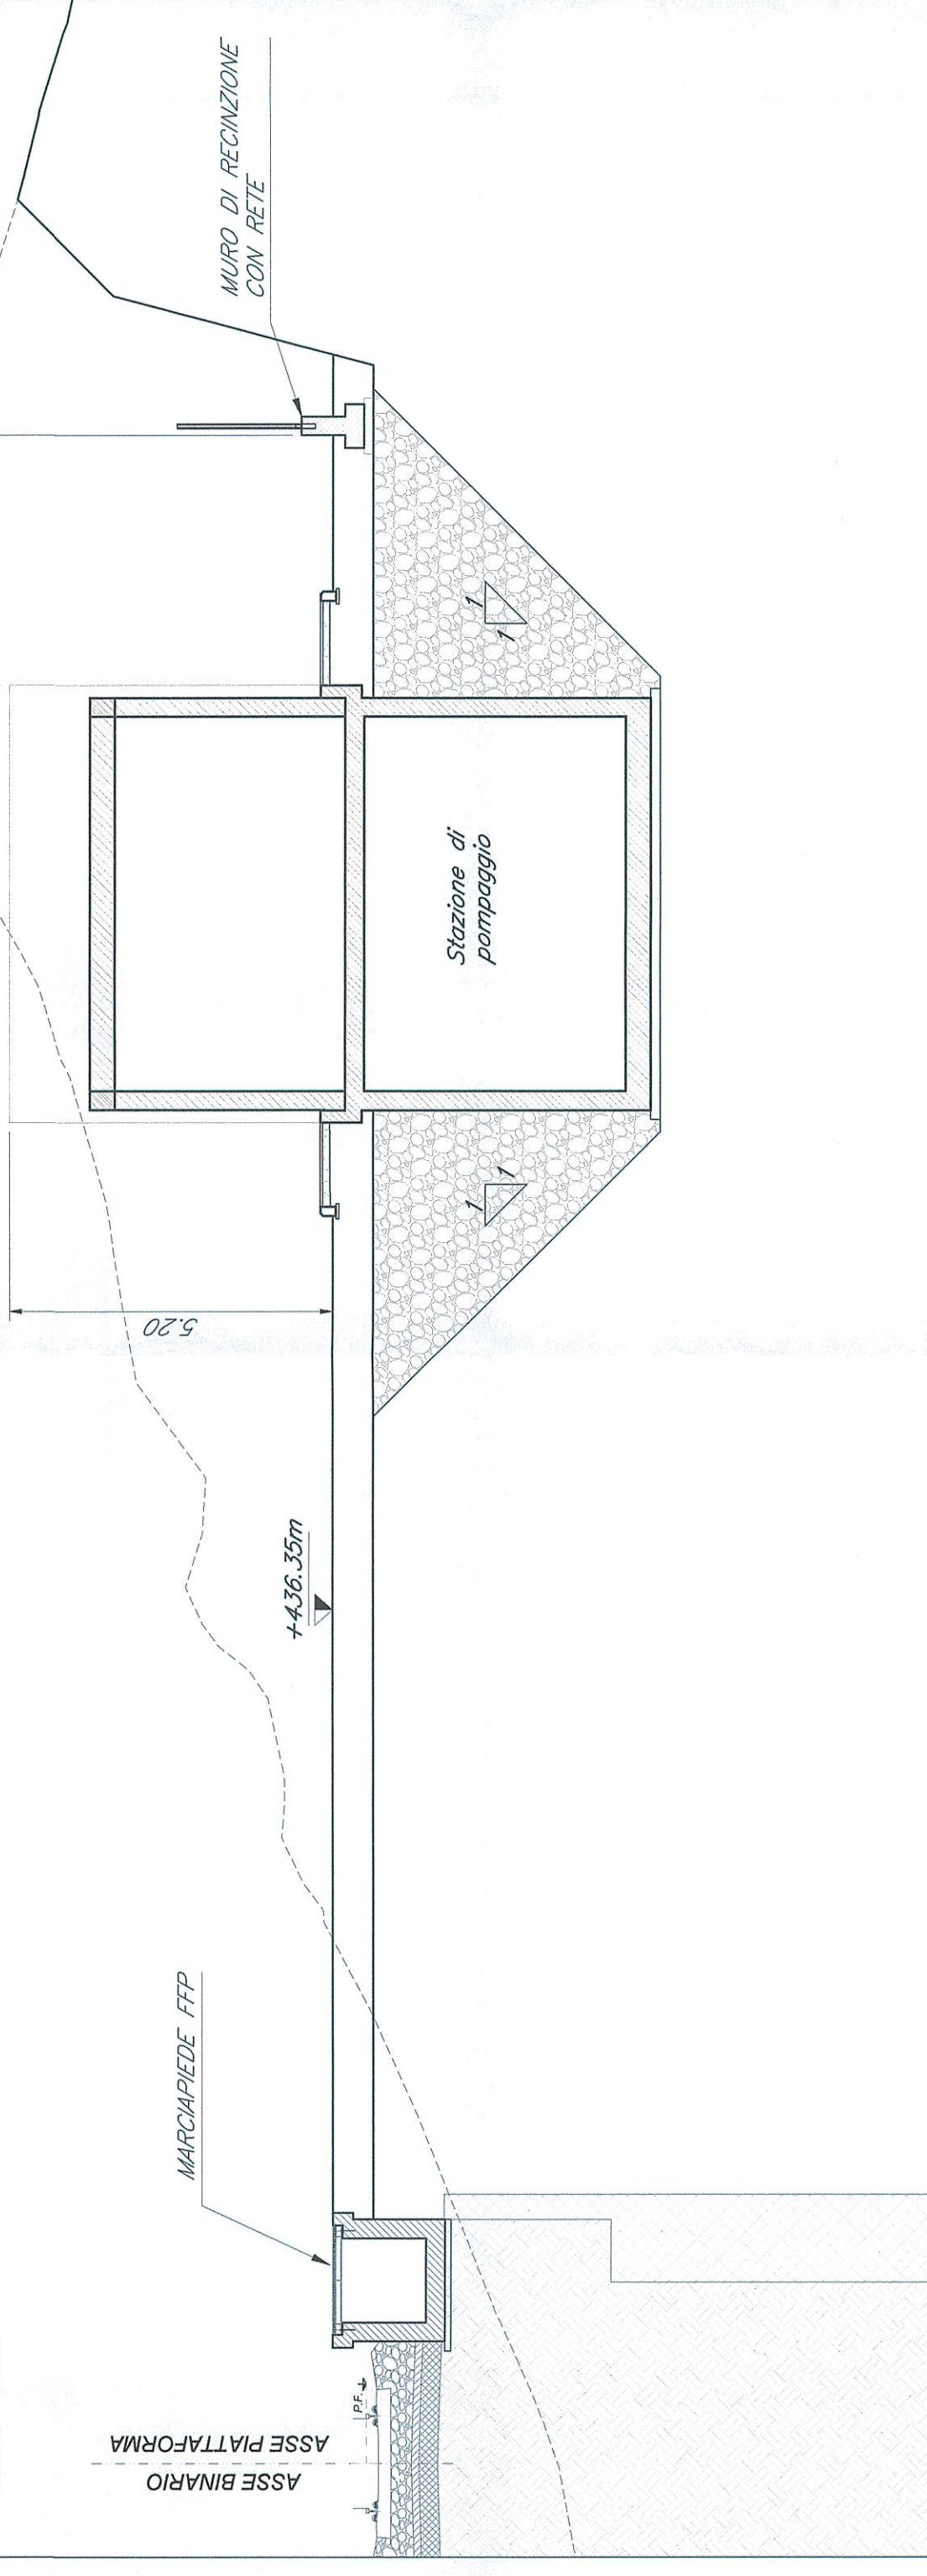 MURO DI RECINZIONE
CON RETE
1
1
Stazione di
pompaggio
1
1
5.20
+436.35m
MARCIAPIEDE FFP
P.F.
ASSE PIATTAFORMA
ASSE BINARIO